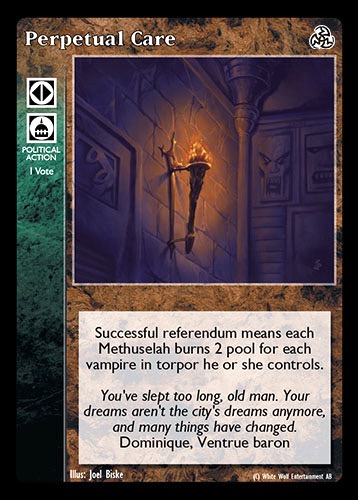 Perpetual Care
POLITICAL
ACTION
1 Vote
Successful referendum means each
Methuselah burns 2 pool for each
vampire in torpor he or she controls.
You've slept too long, old man. Your
dreams aren't the city's dreams anymore,
and many things have changed.
Dominique, Ventrue baron
Illus: Joel Biske
(C) White Wolf Entertainment AB